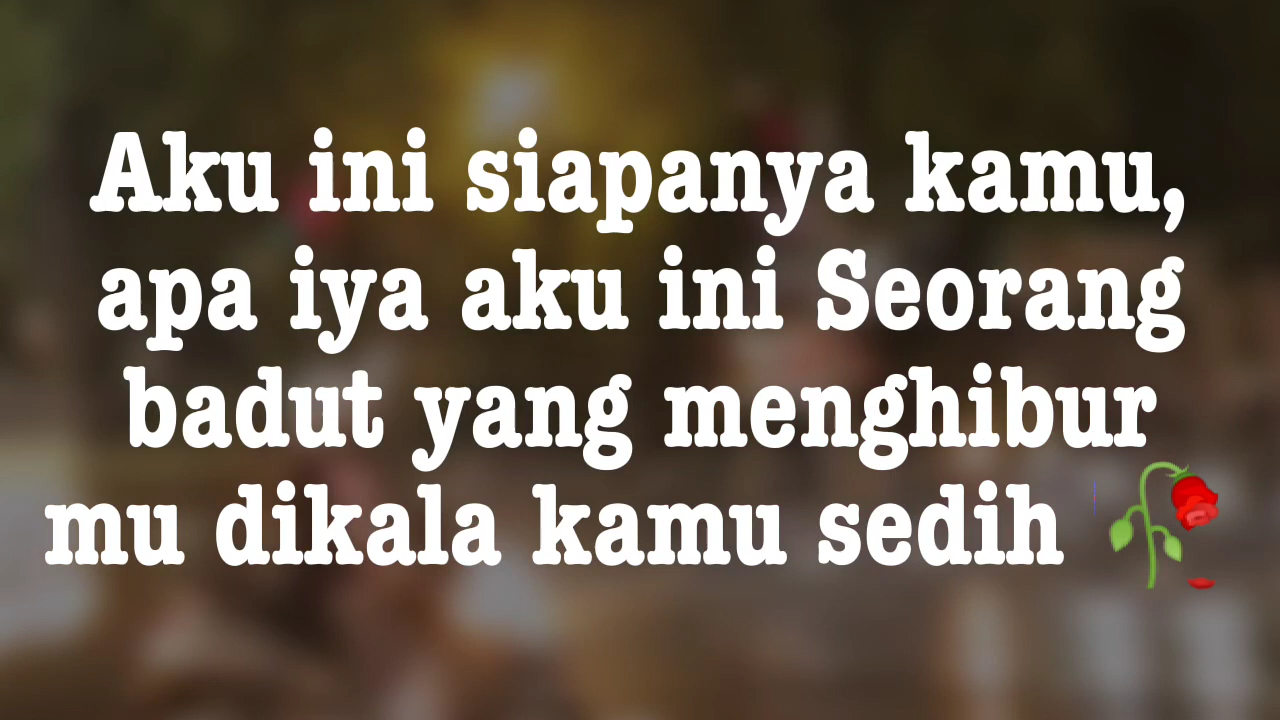 Aku ini siapanya kamu,
apa iya aku ini Seorang
badut yang menghibur
mu dikala kamu sedih 🥀